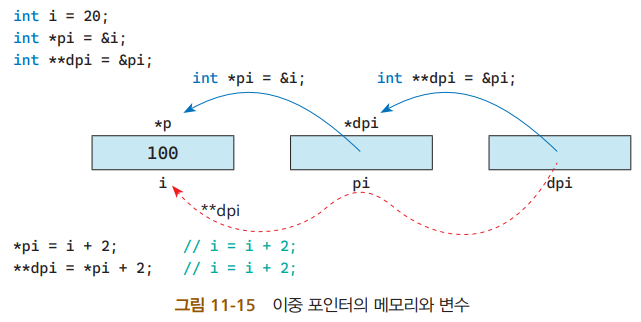 int i = 20;
int *pi = &i;
int **dpi = &pi;
int *pi = &i;
int **dpi = &pi;
*p
*dpi
100
i
pi
dpi
**dpi
*pi = i + 2; // i = i + 2;
**dpi = *pi + 2; // i = i + 2;
그림 11-15 이중 포인터의 메모리와 변수